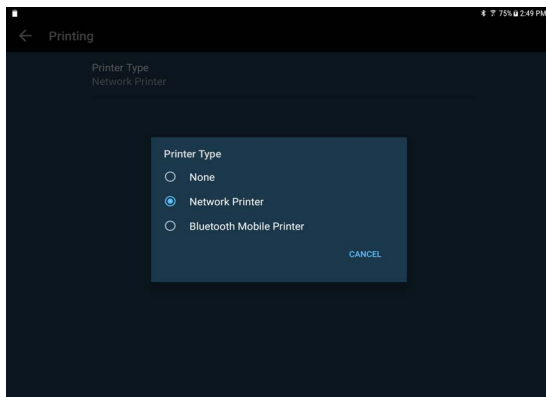 75% 2:49 PM
Printing
Printer Type
Network Printer
Printer Type
None
Network Printer
Bluetooth Mobile Printer
CANCEL